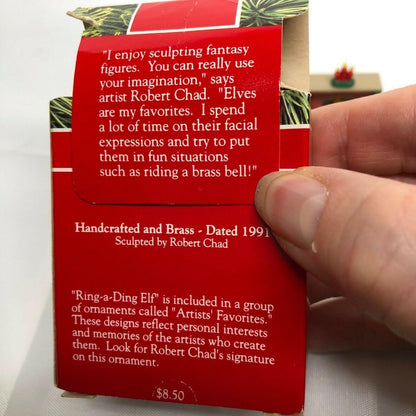 "I enjoy sculpting fantasy
figures. You can really use
your imagination," says
artist Robert Chad. "Elves
are my favorites. I spend
a lot of time on their facial
expressions and try to put
them in fun situations
such as riding a brass bell!"
Handcrafted and Brass - Dated 1991
Sculpted by Robert Chad
"Ring-a-Ding Elf" is included in a group
of ornaments called "Artists' Favorites."
These designs reflect personal interests
and memories of the artists who create
them. Look for Robert Chad's signature
on this ornament.
$8.50